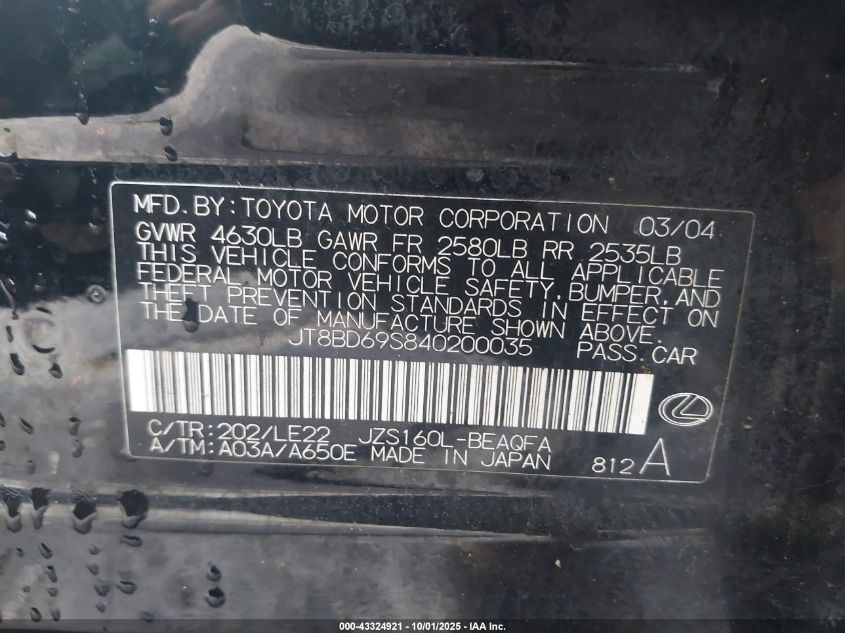 MFD.BY:TOYOTA MOTOR CORPORATION 03/04
GVWR 4630LB GAWR FR 2580LB RR 2535LB
THIS VEHICLE CONFORMS TO ALL APPLICABLE
FEDERAL MOTOR VEHICLE SAFETY,BUMPER,AND
THEFT PREVENTION STANDARDS IN EFFECT ON
THE DATE OF MANUFACTURE SHOWN ABOVE.
JT8BD69S840200035 PASS.CAR
C/TR:202/LE22 JZS160L-BEAQFA
A/TM:A03A/A650E MADE IN JAPAN 812A
000-43324921 - 10/01/2025 - IAA Inc.